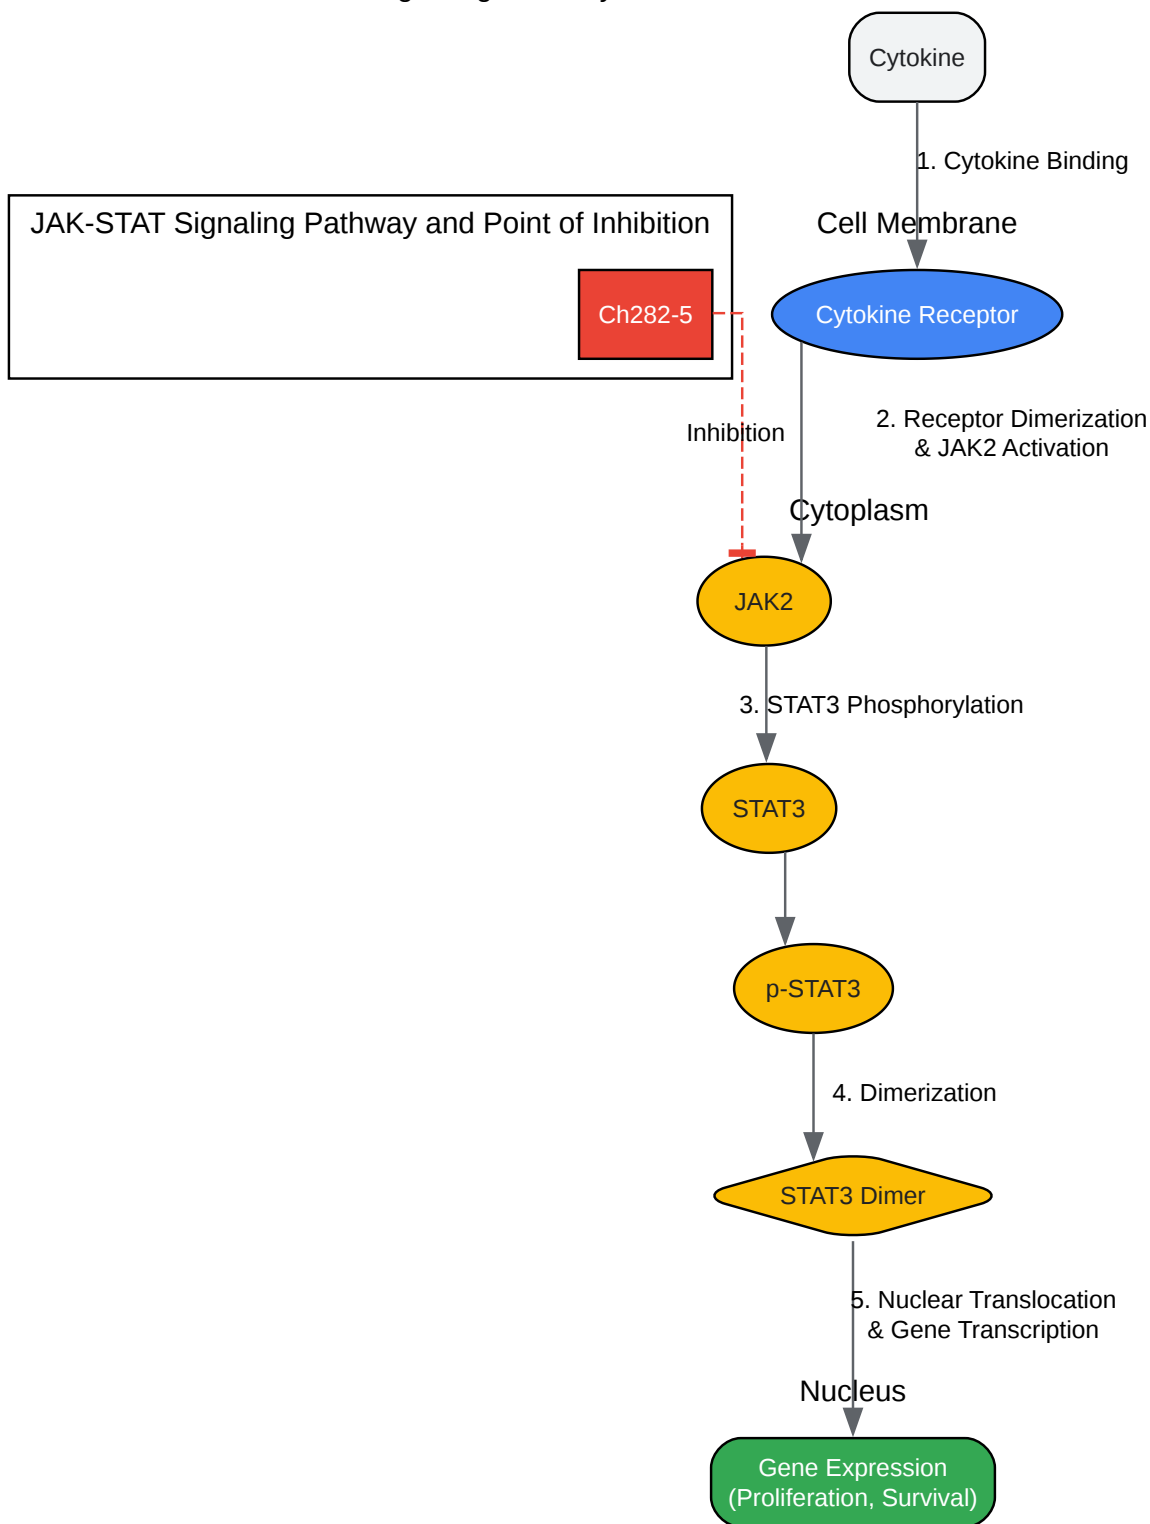 Cytokine
1. Cytokine Binding
JAK-STAT Signaling Pathway and Point of Inhibition
Cell Membrane
Ch282-5
Cytokine Receptor
Inhibition
2. Receptor Dimerization
& JAK2 Activation
Cytoplasm
JAK2
3. STAT3 Phosphorylation
STAT3
p-STAT3
4. Dimerization
STAT3 Dimer
5. Nuclear Translocation
& Gene Transcription
Nucleus
Gene Expression
(Proliferation, Survival)